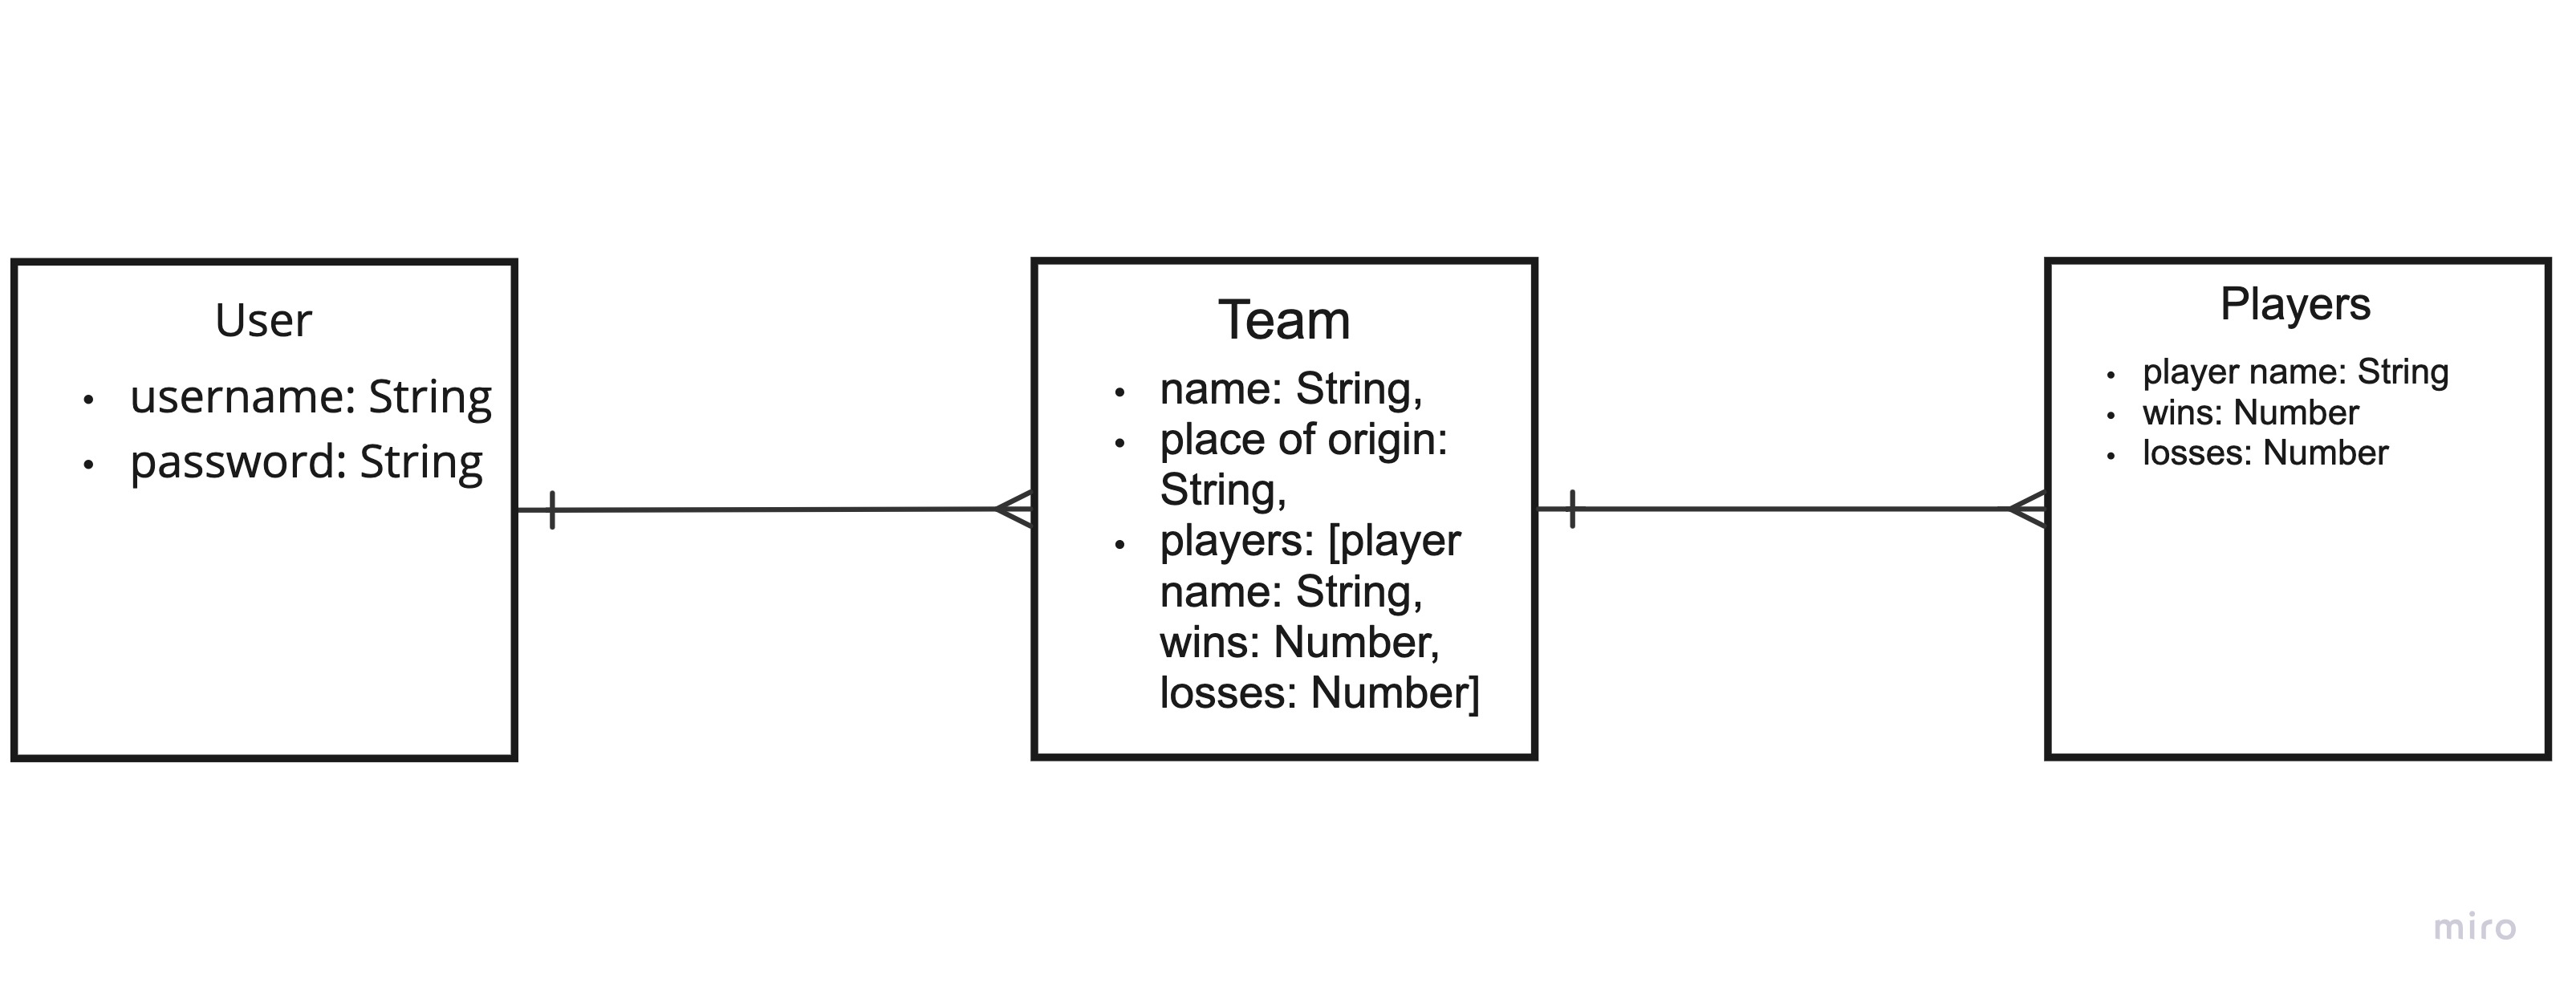 User
• username: String
• password: String
Team
• name: String,
• place of origin:
String,
• players: [player
name: String,
wins: Number,
losses: Number]
Players
• player name: String
• wins: Number
• losses: Number
miro